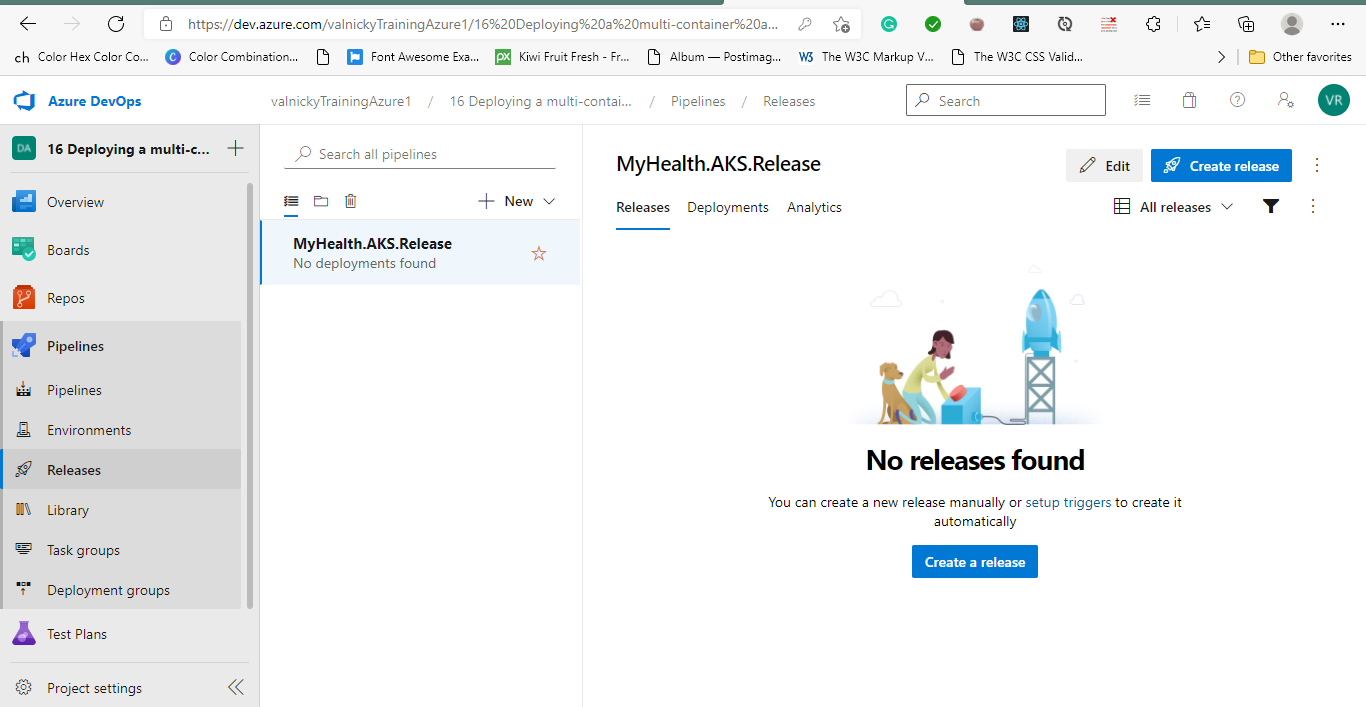 https://dev.azure.com/valnickyTrainingAzure1/16%20Deploying%20a%20multi-container%20a...
ch Color Hex Color Co...
C Color Combination...
Font Awesome Exa...
px Kiwi Fruit Fresh - Fr...
Album — Postimag...
W3 The W3C Markup V...
The W3C CSS Valid...
Other favorites
Azure DevOps
valnickyTrainingAzure1 / 16 Deploying a multi-contai... / Pipelines / Releases
Search
VR
DA 16 Deploying a multi-c...
Overview
Boards
Repos
Pipelines
Pipelines
Environments
Releases
Library
Task groups
Deployment groups
Test Plans
Project settings
Search all pipelines
New
MyHealth.AKS.Release
No deployments found
MyHealth.AKS.Release
Edit
Create release
Releases
Deployments
Analytics
All releases
No releases found
You can create a new release manually or setup triggers to create it
automatically
Create a release